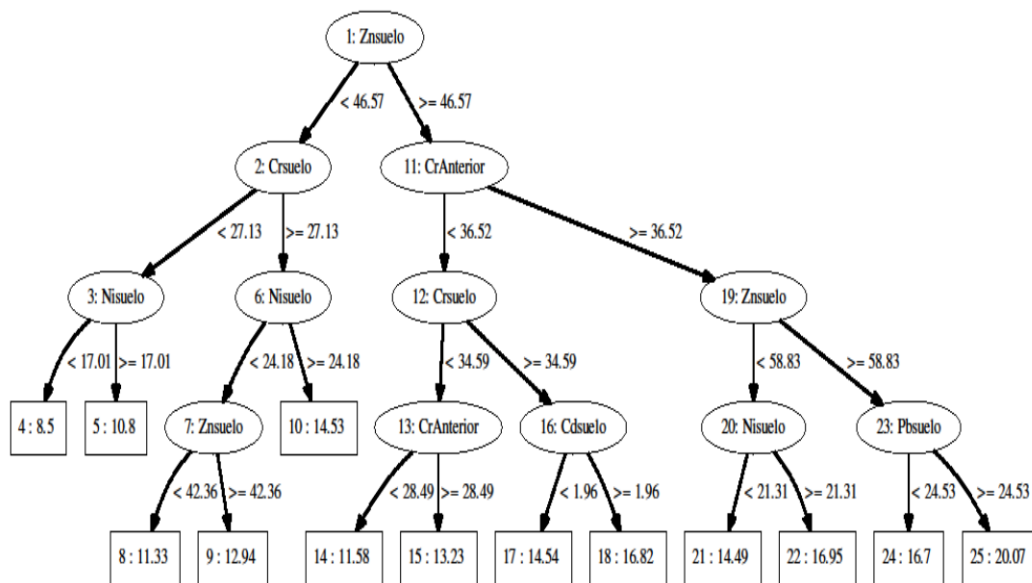 1: Znsuelo
< 46.57
>= 46.57
2: Crsuelo
11: CrAnterior
< 27.13
>= 27.13
< 36.52
>= 36.52
3: Nisuelo
6: Nisuelo
12: Crsuelo
19: Znsuelo
< 17.01
>= 17.01
< 24.18
>= 24.18
< 34.59
>= 34.59
< 58.83
>= 58.83
4 : 8.5
5 : 10.8
7: Znsuelo
10 : 14.53
13: CrAnterior
16: Cdsuelo
20: Nisuelo
23: Pbsuelo
< 42.36
>= 42.36
< 28.49
>= 28.49
< 1.96
>= 1.96
< 21.31
>= 21.31
< 24.53
>= 24.53
8 : 11.33
9 : 12.94
14 : 11.58
15 : 13.23
17 : 14.54
18 : 16.82
21 : 14.49
22 : 16.95
24 : 16.7
25 : 20.07